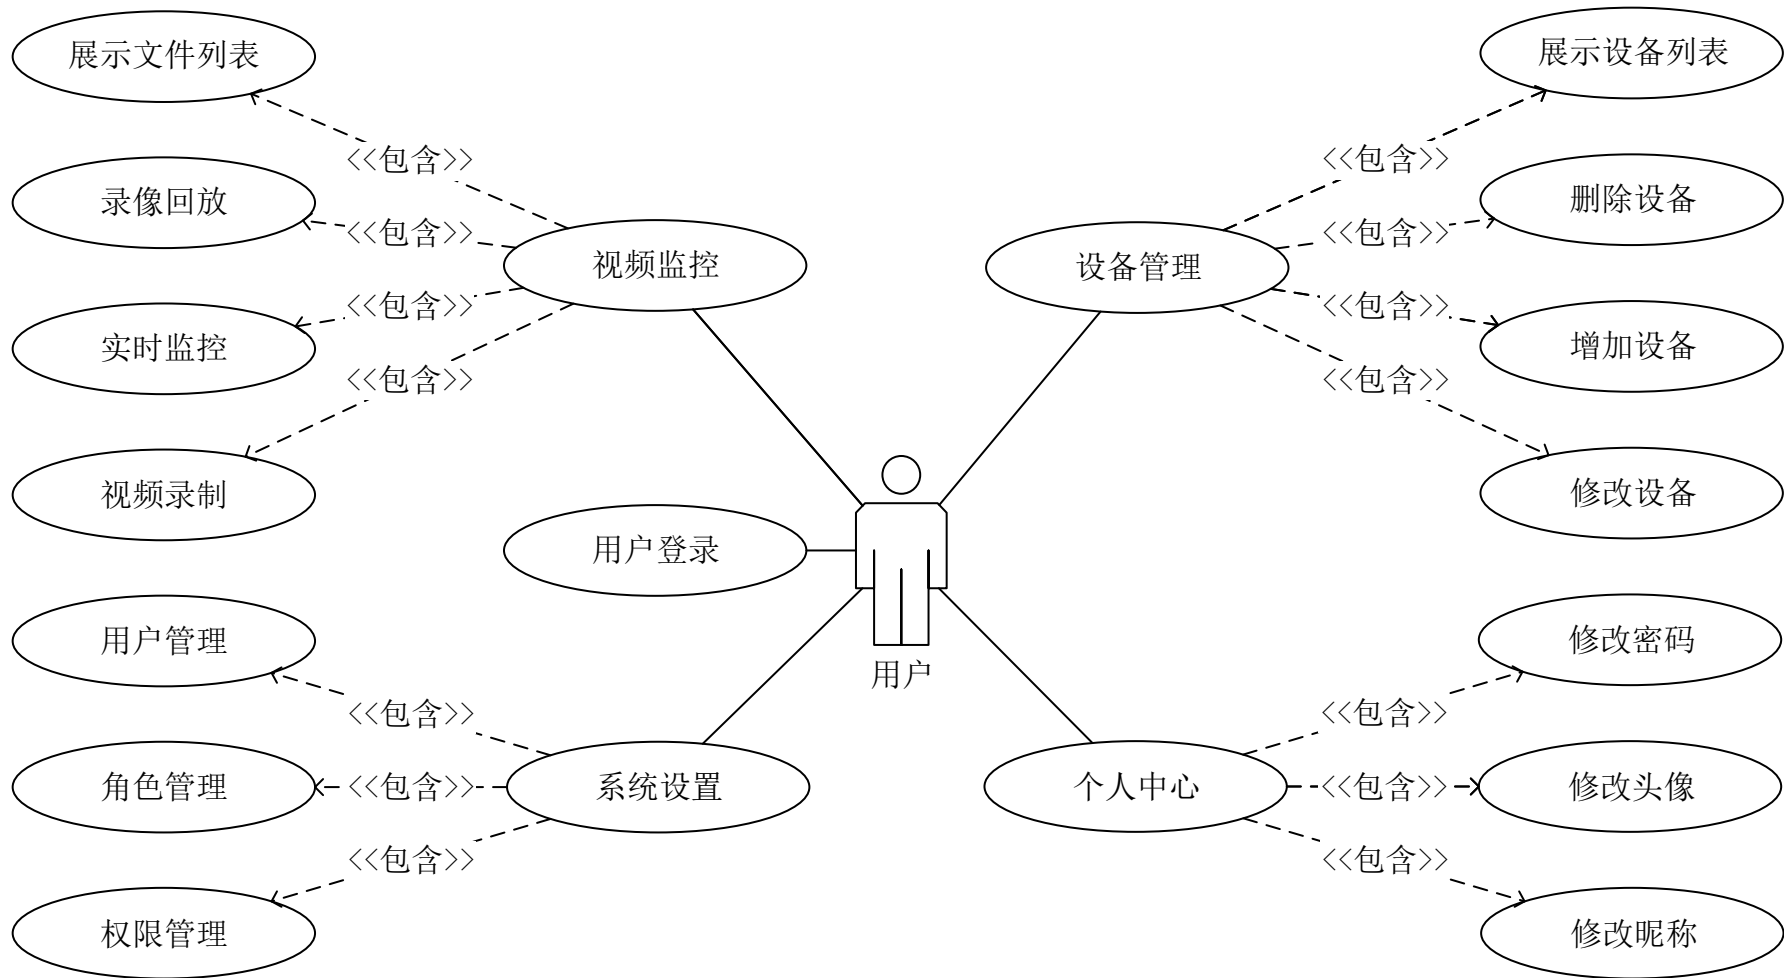 展示文件列表
展示设备列表
<<包含>>
<<包含>>
录像回放
删除设备
<<包含>>
<<包含>>
视频监控
设备管理
<<包含>>
<<包含>>
实时监控
增加设备
<<包含>>
<<包含>>
视频录制
修改设备
用户登录
用户管理
修改密码
用户
<<包含>>
<<包含>>
角色管理
<<包含>>
系统设置
个人中心
<<包含>>
修改头像
<<包含>>
<<包含>>
权限管理
修改昵称